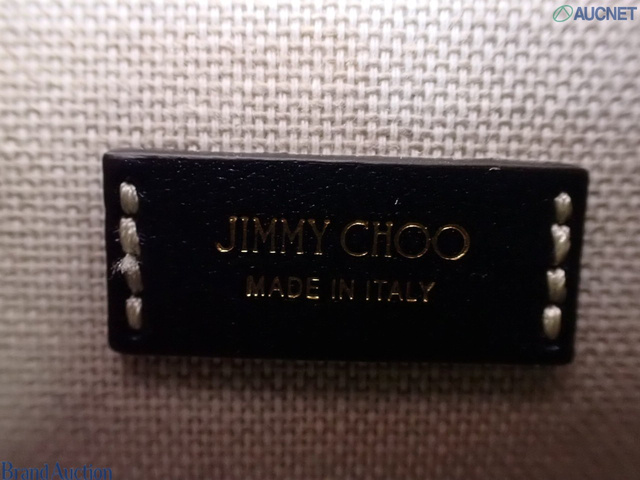 AUCNET
JIMMY CHOO
MADE IN ITALY
Brand Auction